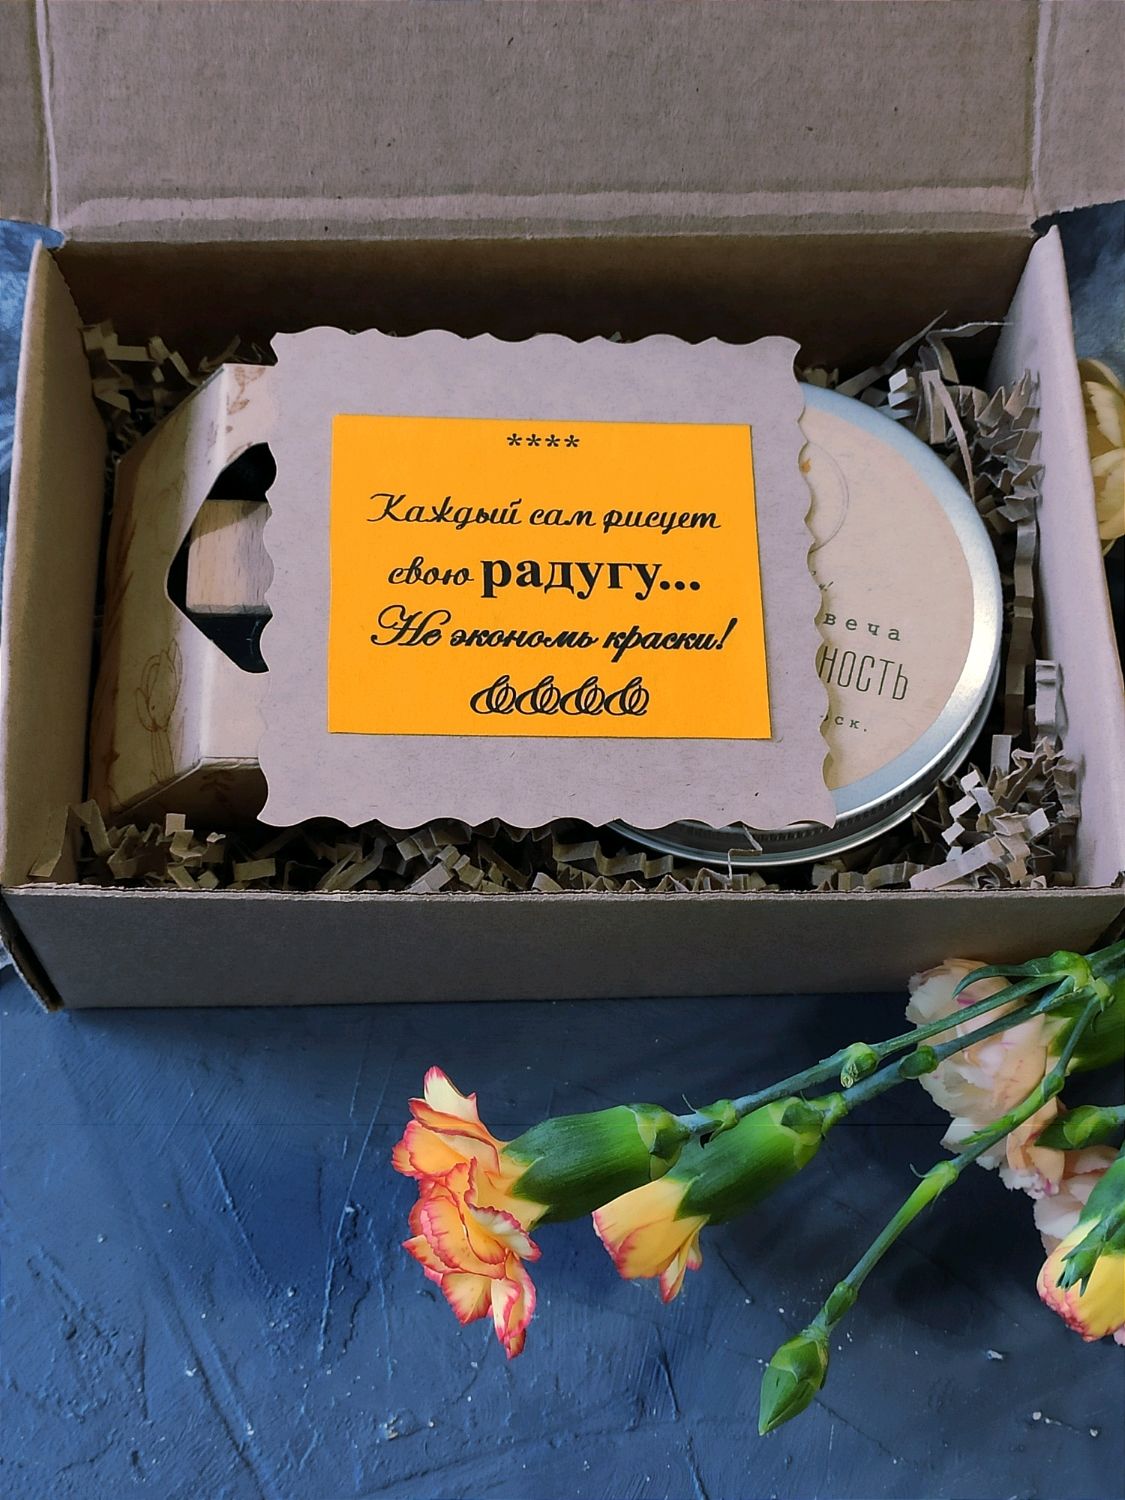 ****
Каждый сам рисует
свою радугу...
Не экономь краски!
веча
НОСТЬ
ск.